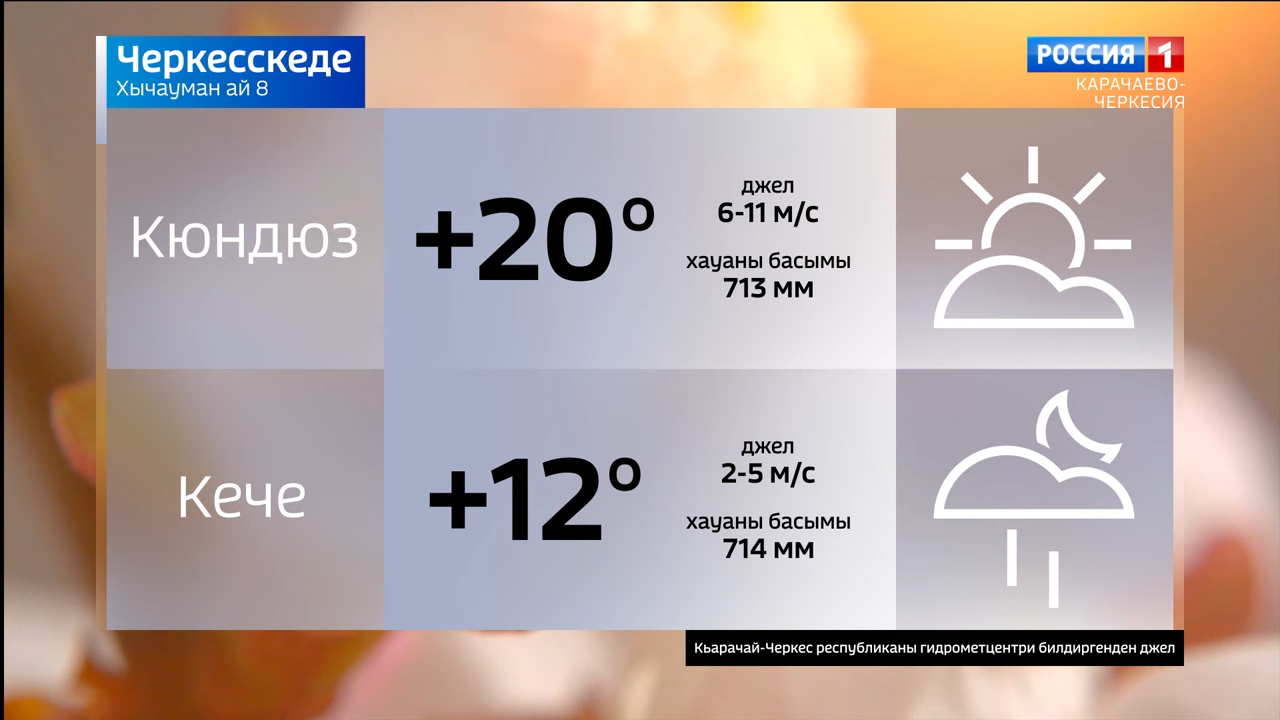 Черкесскеде
Хычауман ай 8
РОССИЯ 1
КАРАЧАЕВО-
ЧЕРКЕСИЯ
Кюндюз
+20°
джел
6-11 м/с
хауаны басымы
713 мм
Кече
+12°
джел
2-5 м/с
хауаны басымы
714 мм
Кьарачай-Черкес республиканы гидрометцентри билдиргенден джел